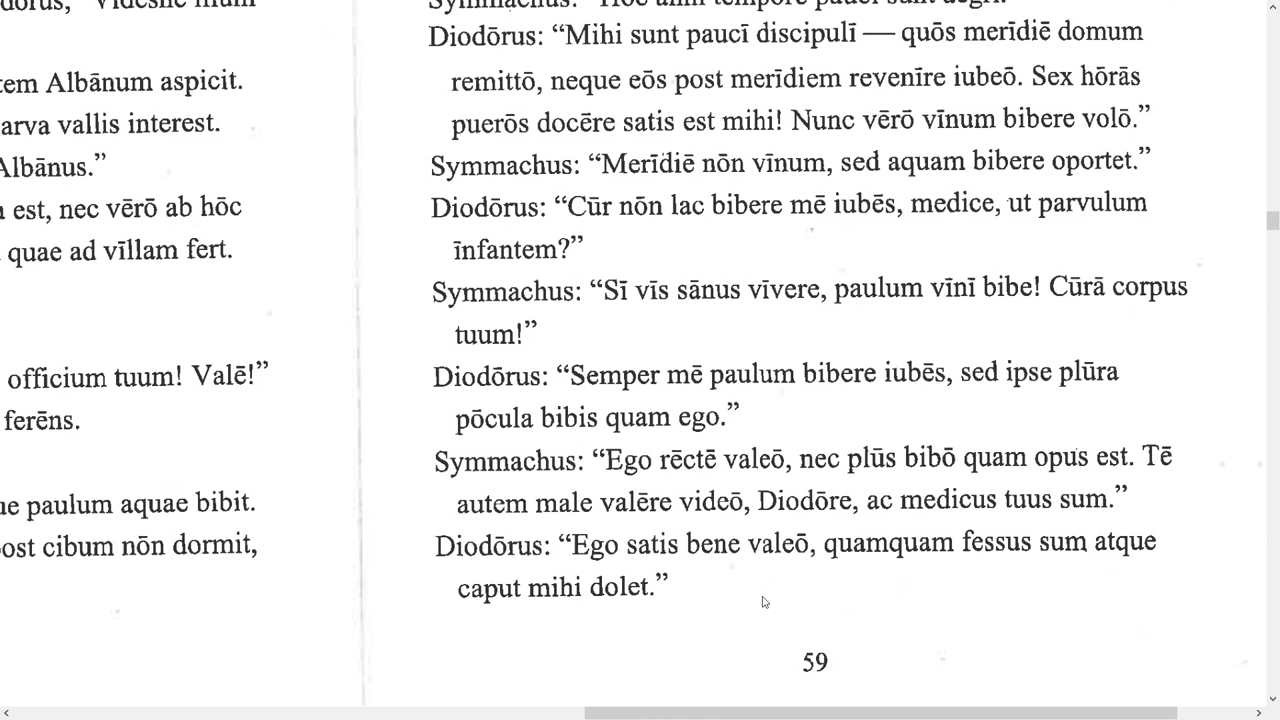 aspicit.
tem Albānum aspicit.
arva vallis interest.
Albānus.”
est, nec vērō ab hōc
quae ad vīllam fert.
officium tuum! Valē!”
ferēns.
ue paulum aquae bibit.
post cibum nōn dormit,
Diodōrus: “Mihi sunt paucī discipulī — quōs merīdiē domum
remittō, neque eōs post merīdiem revenīre iubeō. Sex hōrās
puerōs docēre satis est mihi! Nunc vērō vīnum bibere volō.”
Symmachus: “Merīdiē nōn vīnum, sed aquam bibere oportet.”
Diodōrus: “Cūr nōn lac bibere mē iubēs, medice, ut parvulum
īnfantem?”
Symmachus: “Sī vīs sānus vīvere, paulum vīnī bibe! Cūrā corpus
tuum!”
Diodōrus: “Semper mē paulum bibere iubēs, sed ipse plūra
pōcula bibis quam ego.”
Symmachus: “Ego rēctē valeō, nec plūs bibō quam opus est. Tē
autem male valēre videō, Diodōre, ac medicus tuus sum.”
Diodōrus: “Ego satis bene valeō, quamquam fessus sum atque
caput mihi dolet.”
59